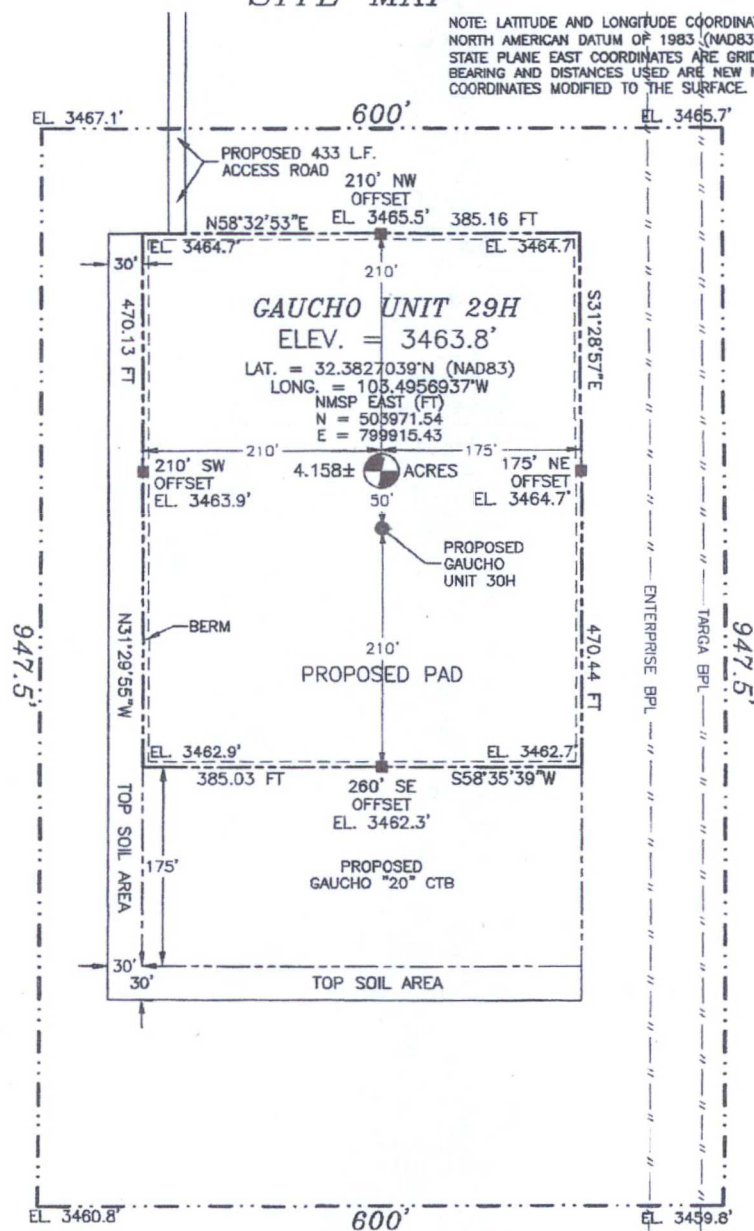 NOTE: LATITUDE AND LONGITUDE COORDINA
NORTH AMERICAN DATUM OF 1983 (NAD83
STATE PLANE EAST COORDINATES ARE GRID
BEARING AND DISTANCES USED ARE NEW
COORDINATES MODIFIED TO THE SURFACE.
EL. 3467.1'
600'
EL. 3465.7'
PROPOSED 433 L.F.
ACCESS ROAD
210' NW
OFFSET
EL. 3465.5'
N58°32'53"E
385.16 FT
EL. 3464.7'
EL. 3464.7'
30'
210'
470.13 FT
S31°28'57"E
GAUCHO UNIT 29H
ELEV. = 3463.8'
LAT. = 32.3827039°N (NAD83)
LONG. = 103.4956937°W
NMSP EAST (FT)
N = 503971.54
E = 799915.43
210'
175'
210' SW
OFFSET
EL. 3463.9'
4.158± ACRES
175' NE
OFFSET
EL. 3464.7'
50'
PROPOSED
GAUCHO
UNIT 30H
BERM
N31°29'55"W
947.5'
210'
PROPOSED PAD
470.44 FT
ENTERPRISE BPL
TARGA BPL
947.5'
EL. 3462.9'
EL. 3462.7'
385.03 FT
S58°35'39"W
260' SE
OFFSET
EL. 3462.3'
TOP SOIL AREA
175'
PROPOSED
GAUCHO "20" CTB
30'
30'
TOP SOIL AREA
EL. 3460.8'
600'
EL. 3459.8'